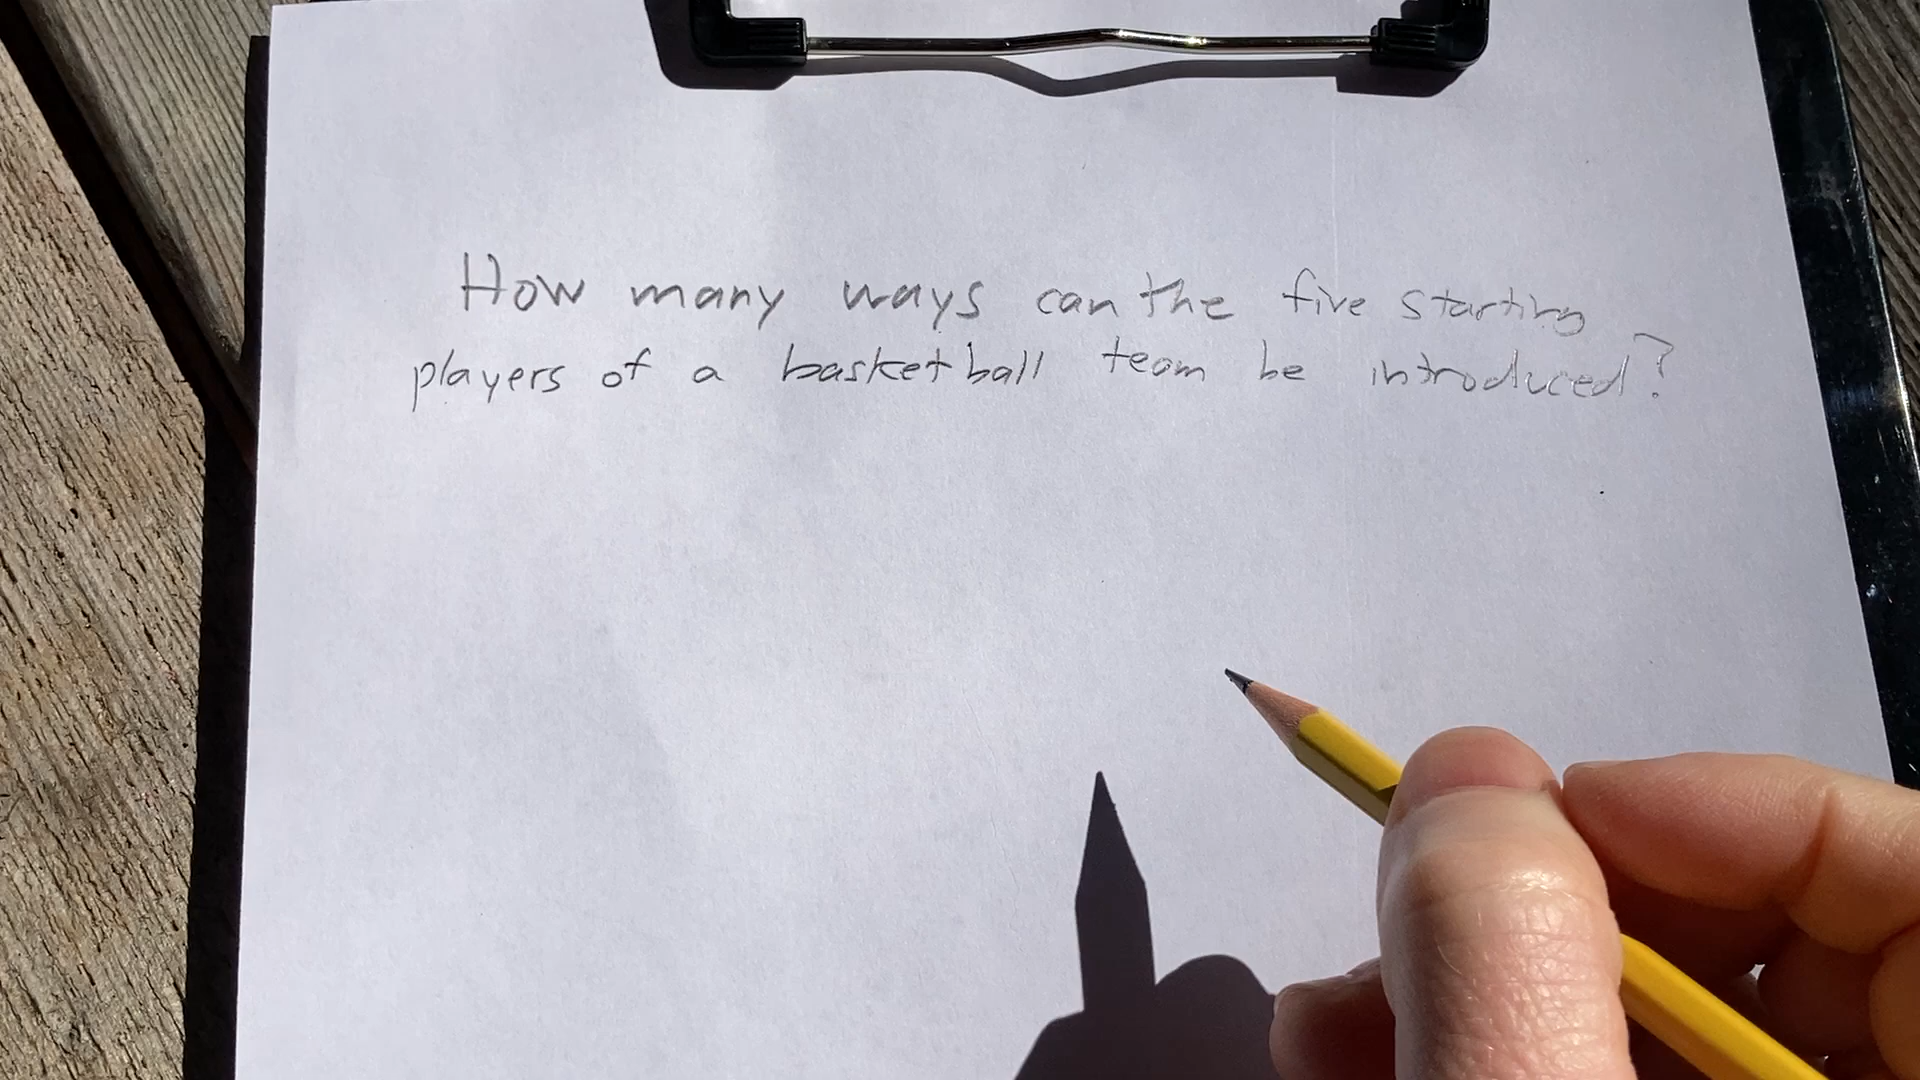 How many ways can the five starting
players of a basketball team be introduced?